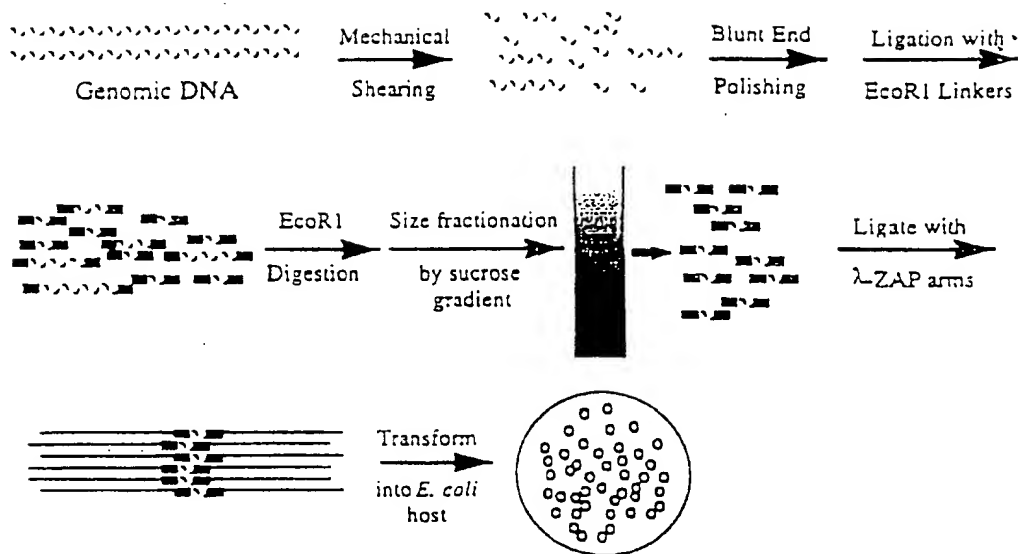 Genomic DNA
Mechanical
Shearing
Blunt End
Polishing
Ligation with
EcoR1 Linkers
EcoR1
Digestion
Size fractionation
by sucrose
gradient
Ligate with
λ-ZAP arms
Transform
into E. coli
host